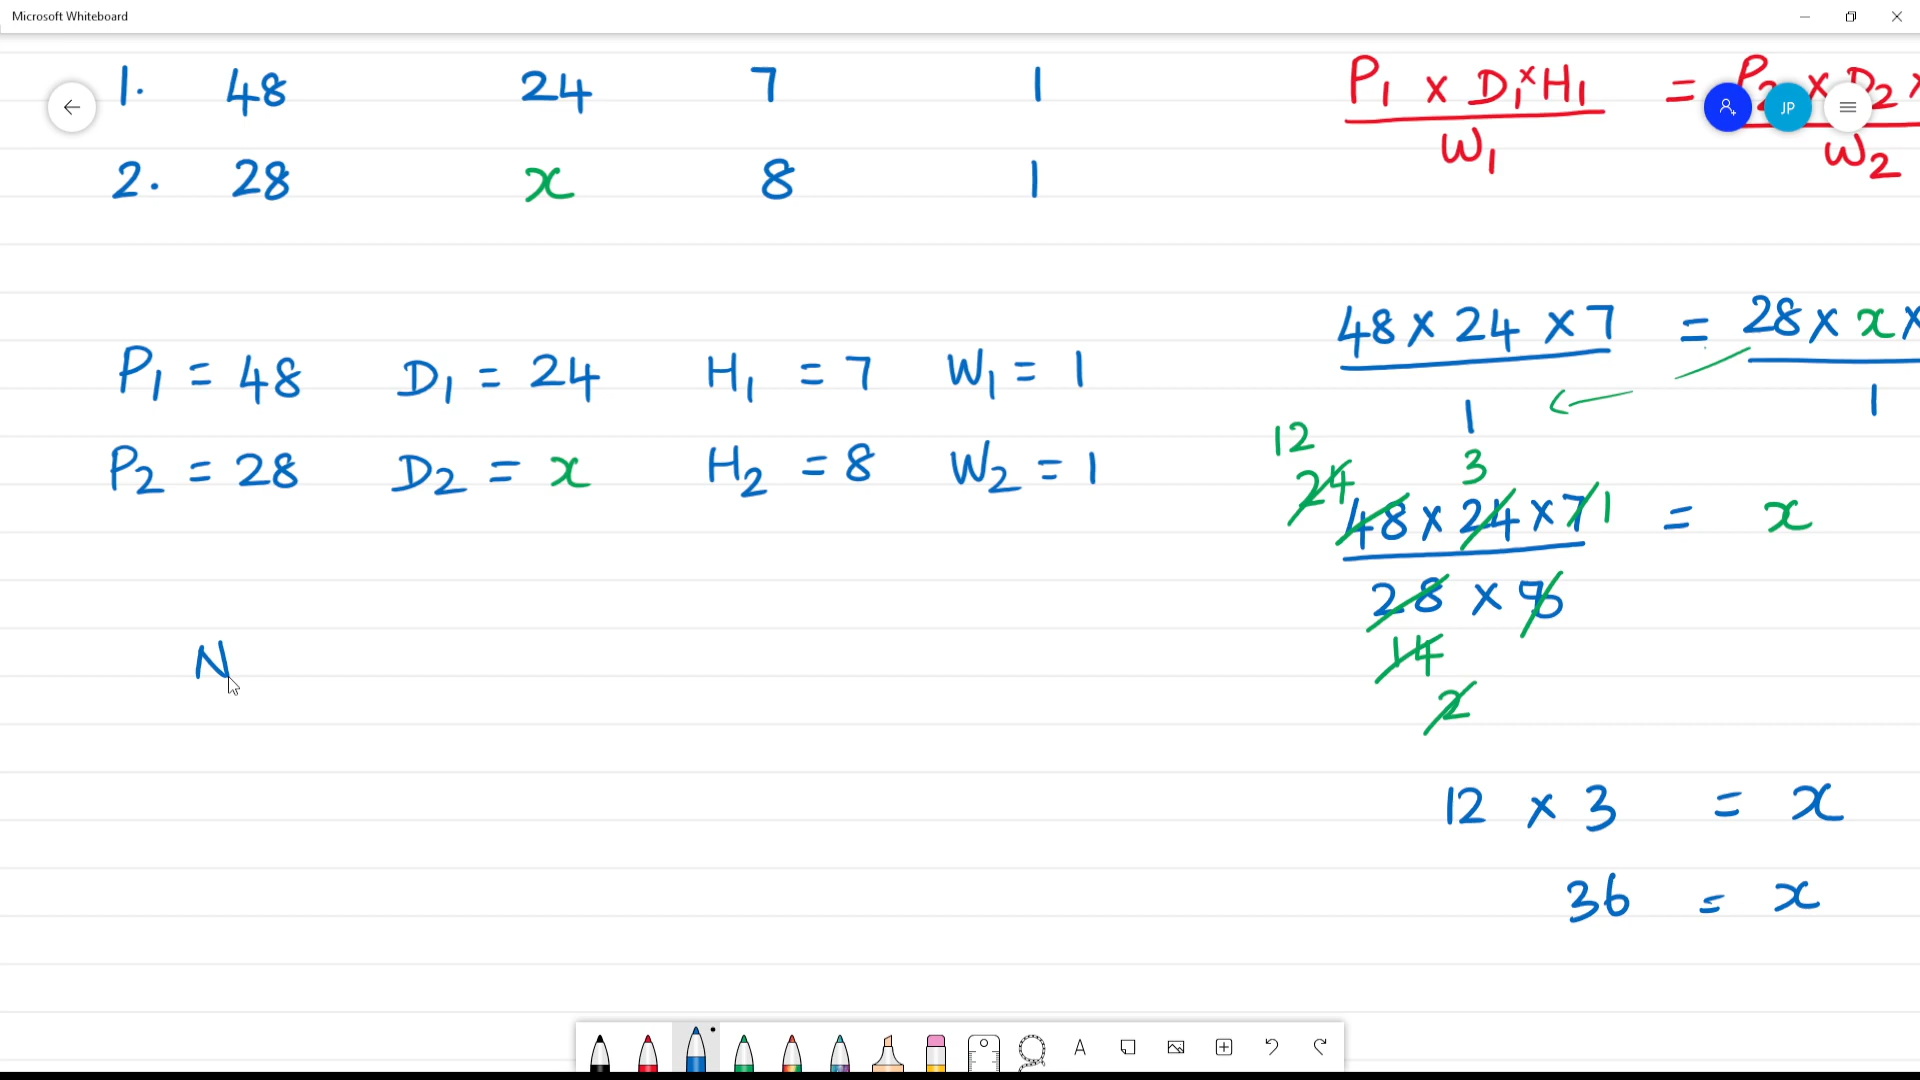 Microsoft Whiteboard
1. 48 24 7 1
2. 28 x 8 1
P1 = 48 D1 = 24 H1 = 7 W1 = 1
P2 = 28 D2 = x H2 = 8 W2 = 1
N
P1 x D1 x H1 = P2 x D2 x
W1 W2
JP
48 x 24 x 7 = 28 x x x
1 1
12 3
24
48 x 24 x 7 1 = x
28 x 8
14
2
12 x 3 = x
36 = x
A